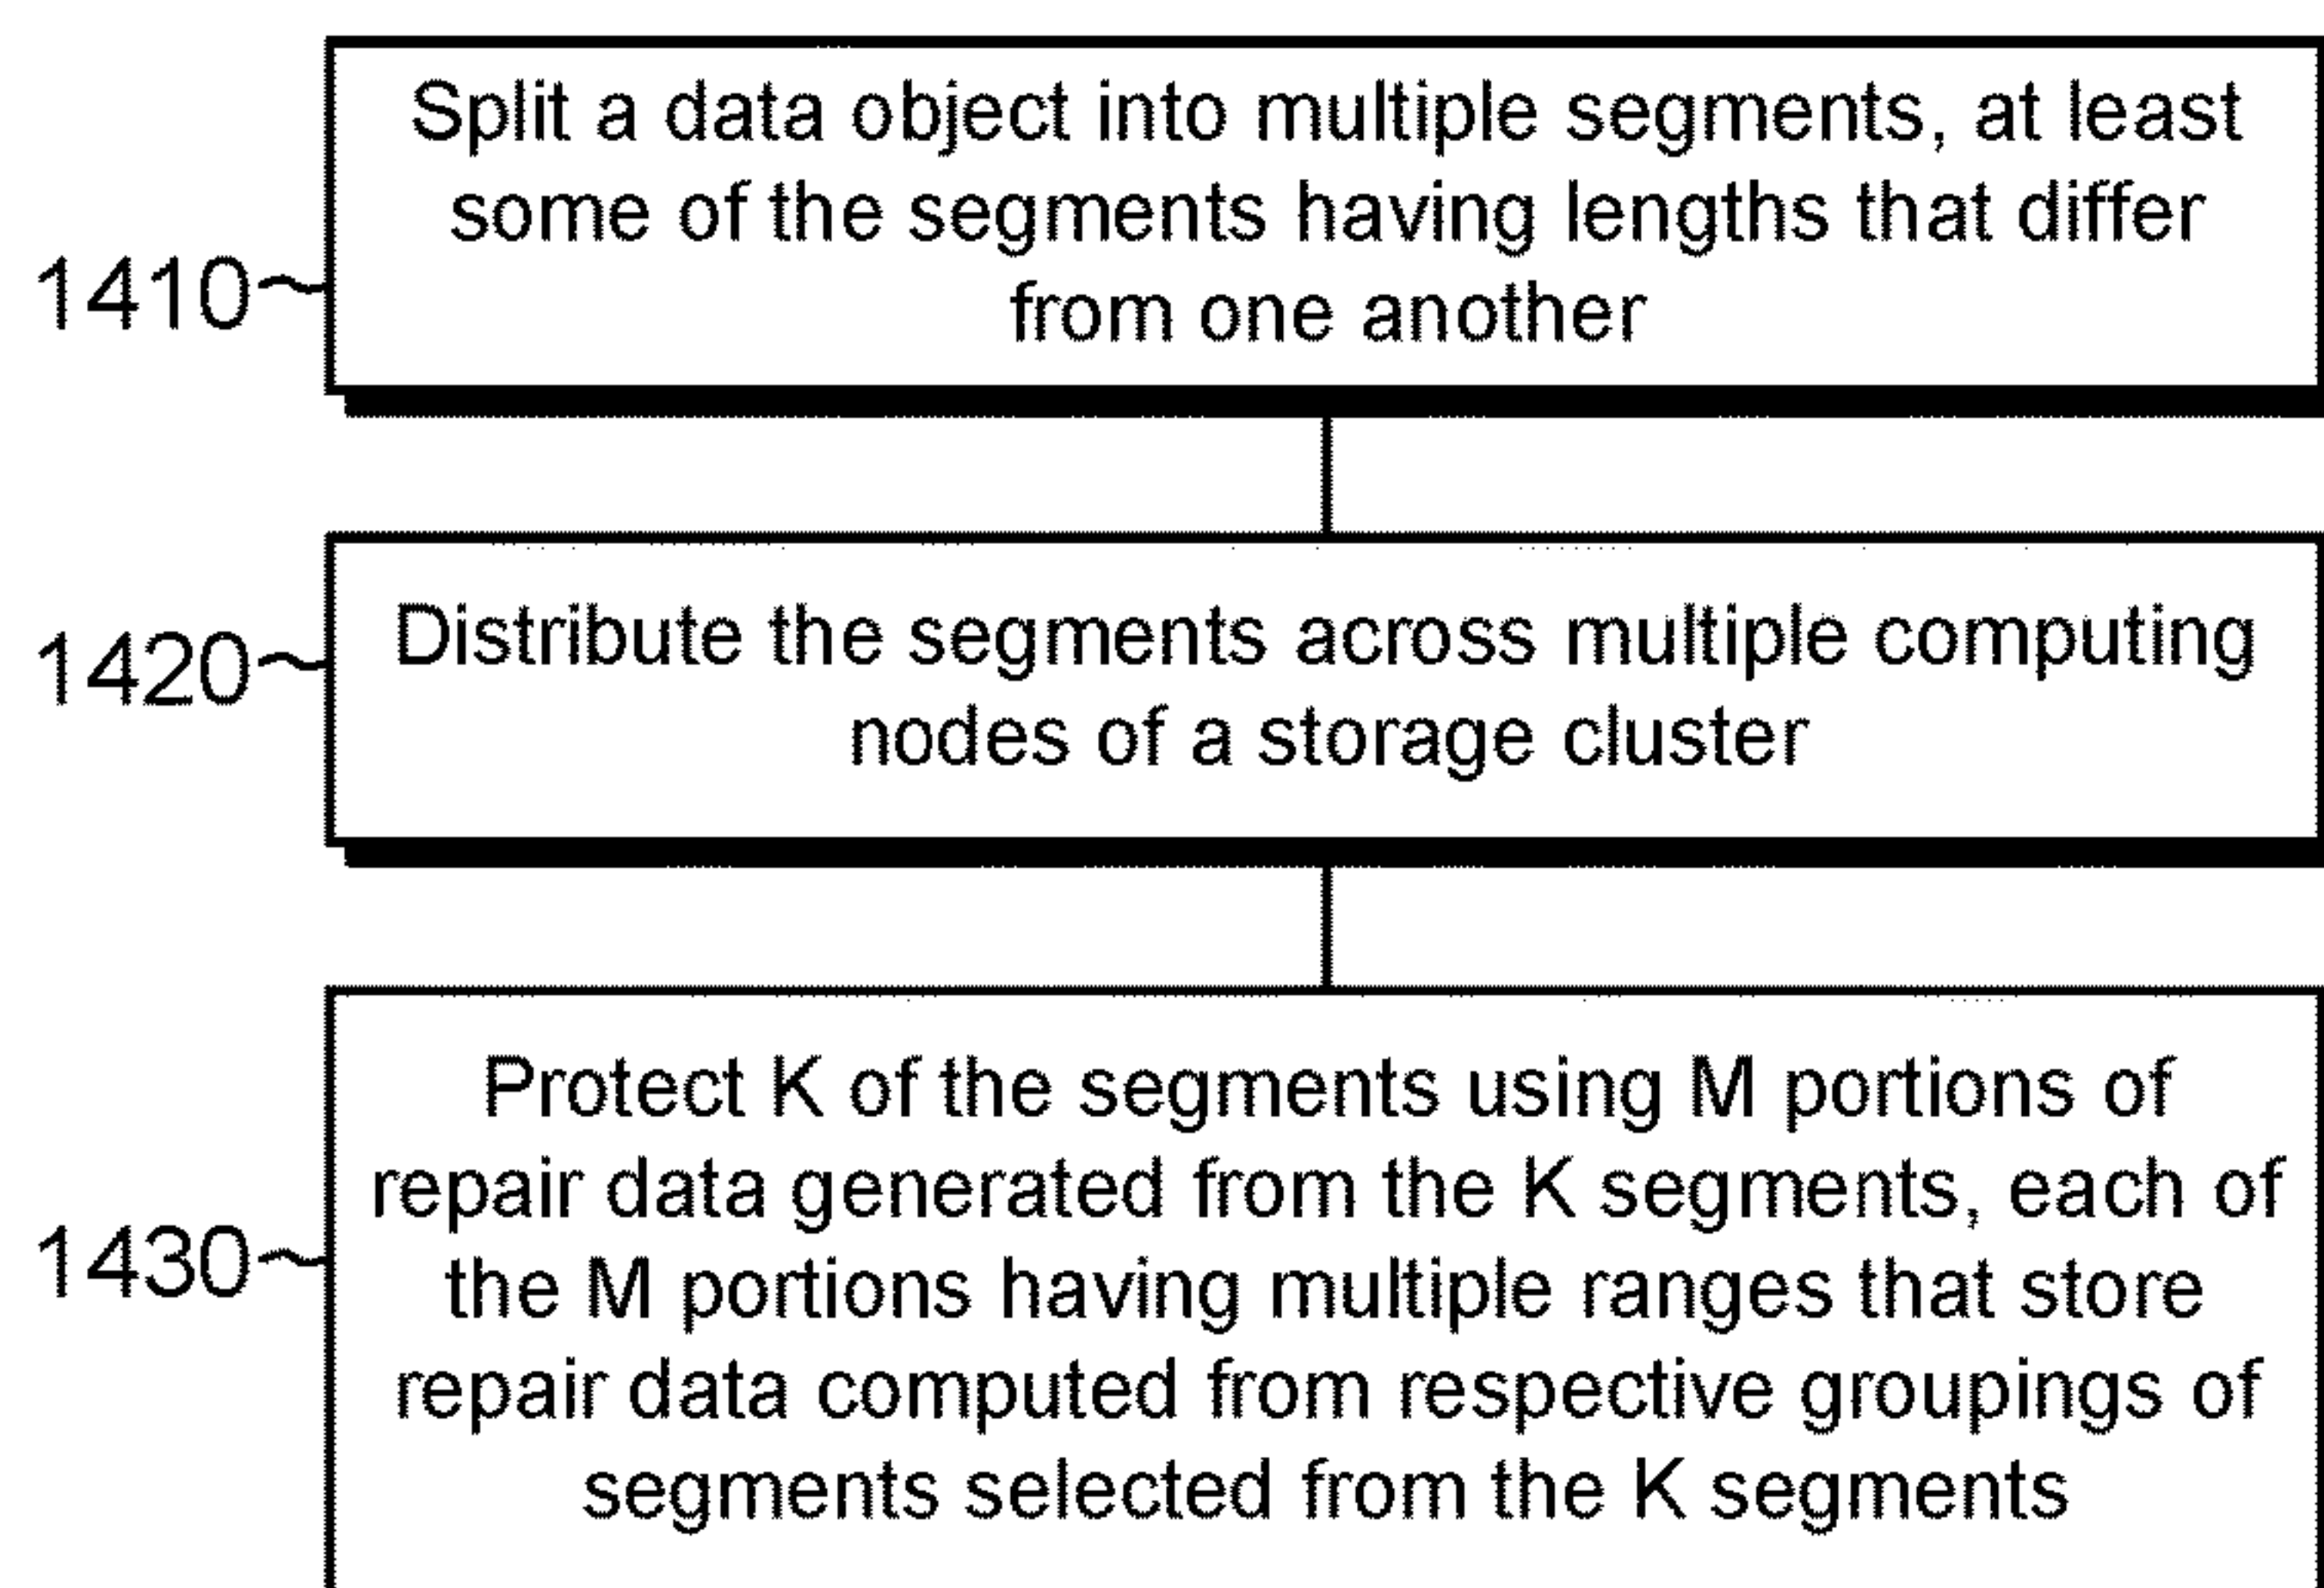 Split a data object into multiple segments, at least
some of the segments having lengths that differ
1410
from one another
Distribute the segments across multiple computing
1420
nodes of a storage cluster
Protect K of the segments using M portions of
repair data generated from the K segments, each of
1430
the M portions having multiple ranges that store
repair data computed from respective groupings of
segments selected from the K segments